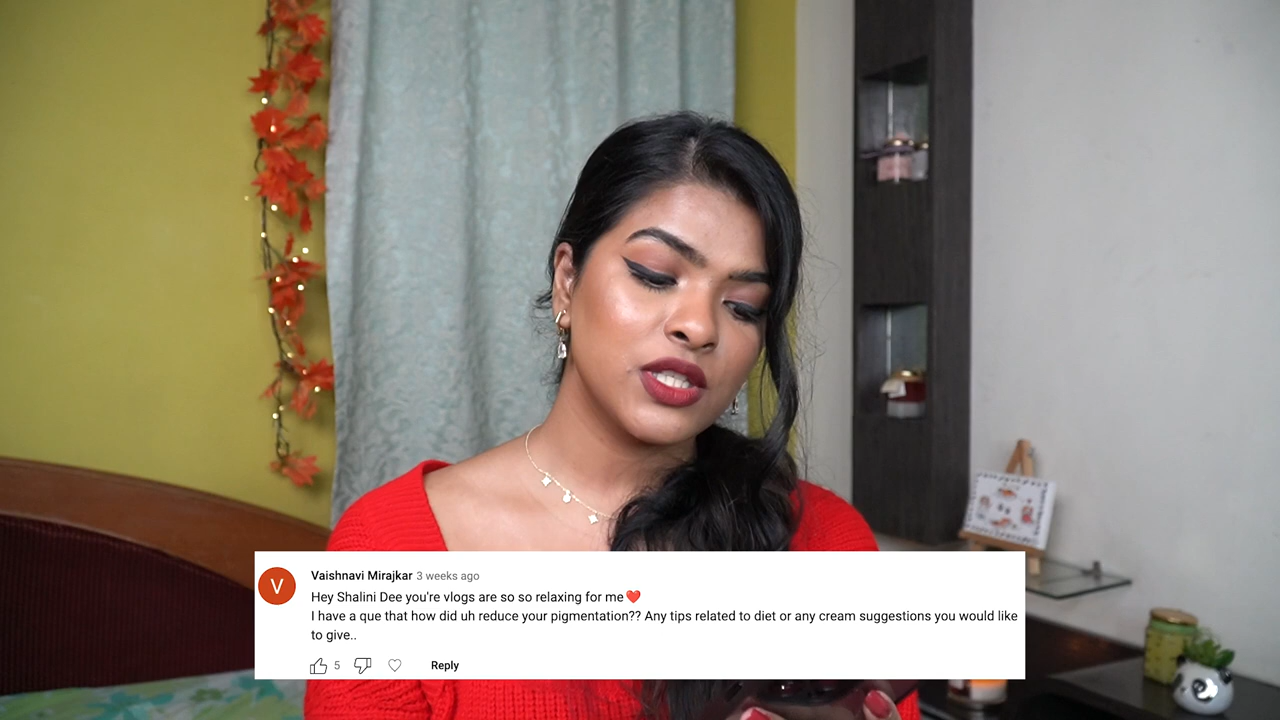 V
Vaishnavi Mirajkar 3 weeks ago
Hey Shalini Dee you're vlogs are so so relaxing for me❤️
I have a que that how did uh reduce your pigmentation?? Any tips related to diet or any cream suggestions you would like
to give..
5 Reply